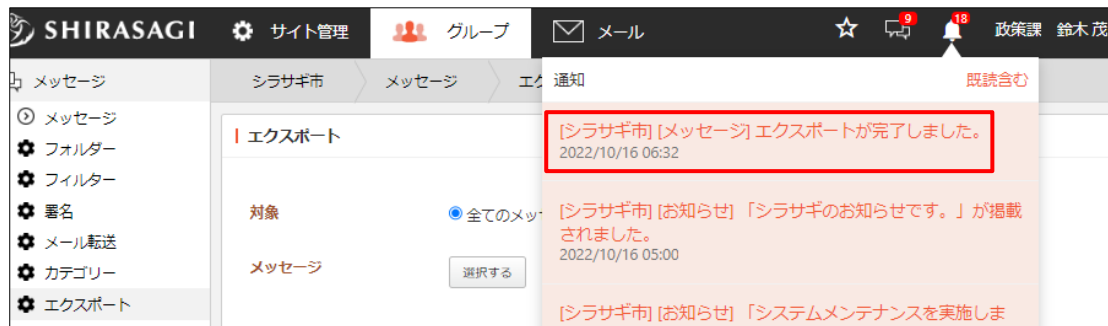 SHIRASAGI サイト管理 グループ メール 9 18 政策課 鈴木 茂
メッセージ
シラサギ市 メッセージ エク
通知 既読含む
メッセージ
フォルダー
フィルター
署名
メール転送
カテゴリー
エクスポート
エクスポート
対象 全てのメッ
メッセージ 選択する
[シラサギ市] [メッセージ] エクスポートが完了しました。
2022/10/16 06:32
[シラサギ市] [お知らせ] 「シラサギのお知らせです。」が掲載
されました。
2022/10/16 05:00
[シラサギ市] [お知らせ] 「システムメンテナンスを実施しま